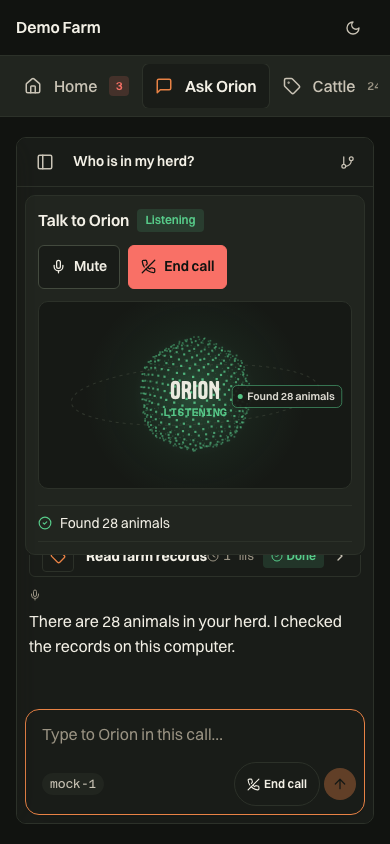 Demo Farm
Home 3 Ask Orion Cattle
Who is in my herd?
Talk to Orion Listening
Mute End call
ORION
LISTENING
Found 28 animals
Found 28 animals
Read farm records Done
There are 28 animals in your herd. I checked
the records on this computer.
Type to Orion in this call...
mock-1 End call